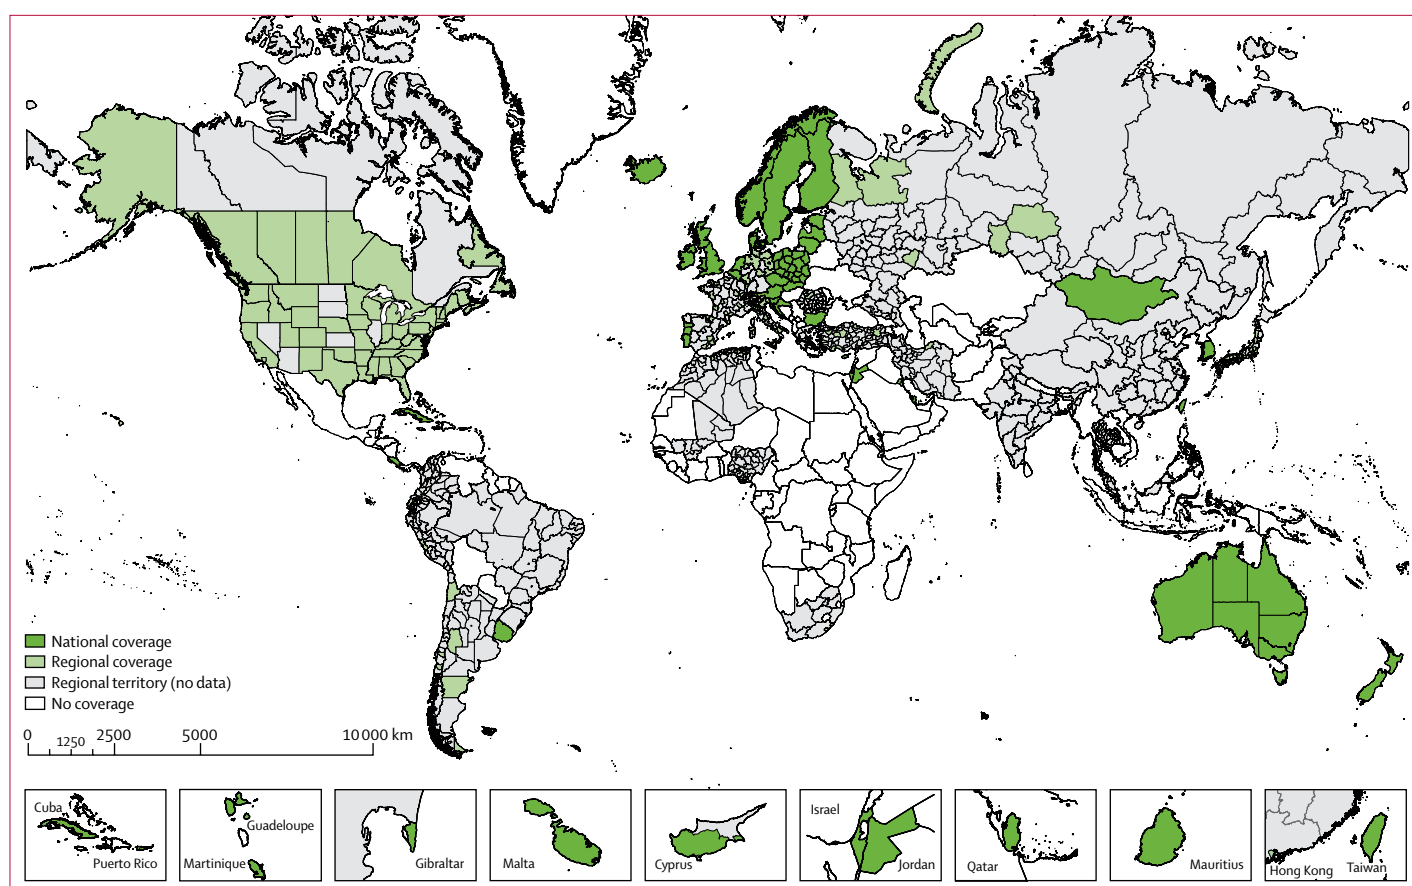 National coverage
Regional coverage
Regional territory (no data)
No coverage
0 1250 2500 5000 10 000 km
Cuba
Puerto Rico
Guadeloupe
Martinique
Gibraltar
Malta
Cyprus
Israel
Jordan
Qatar
Mauritius
Hong Kong
Taiwan